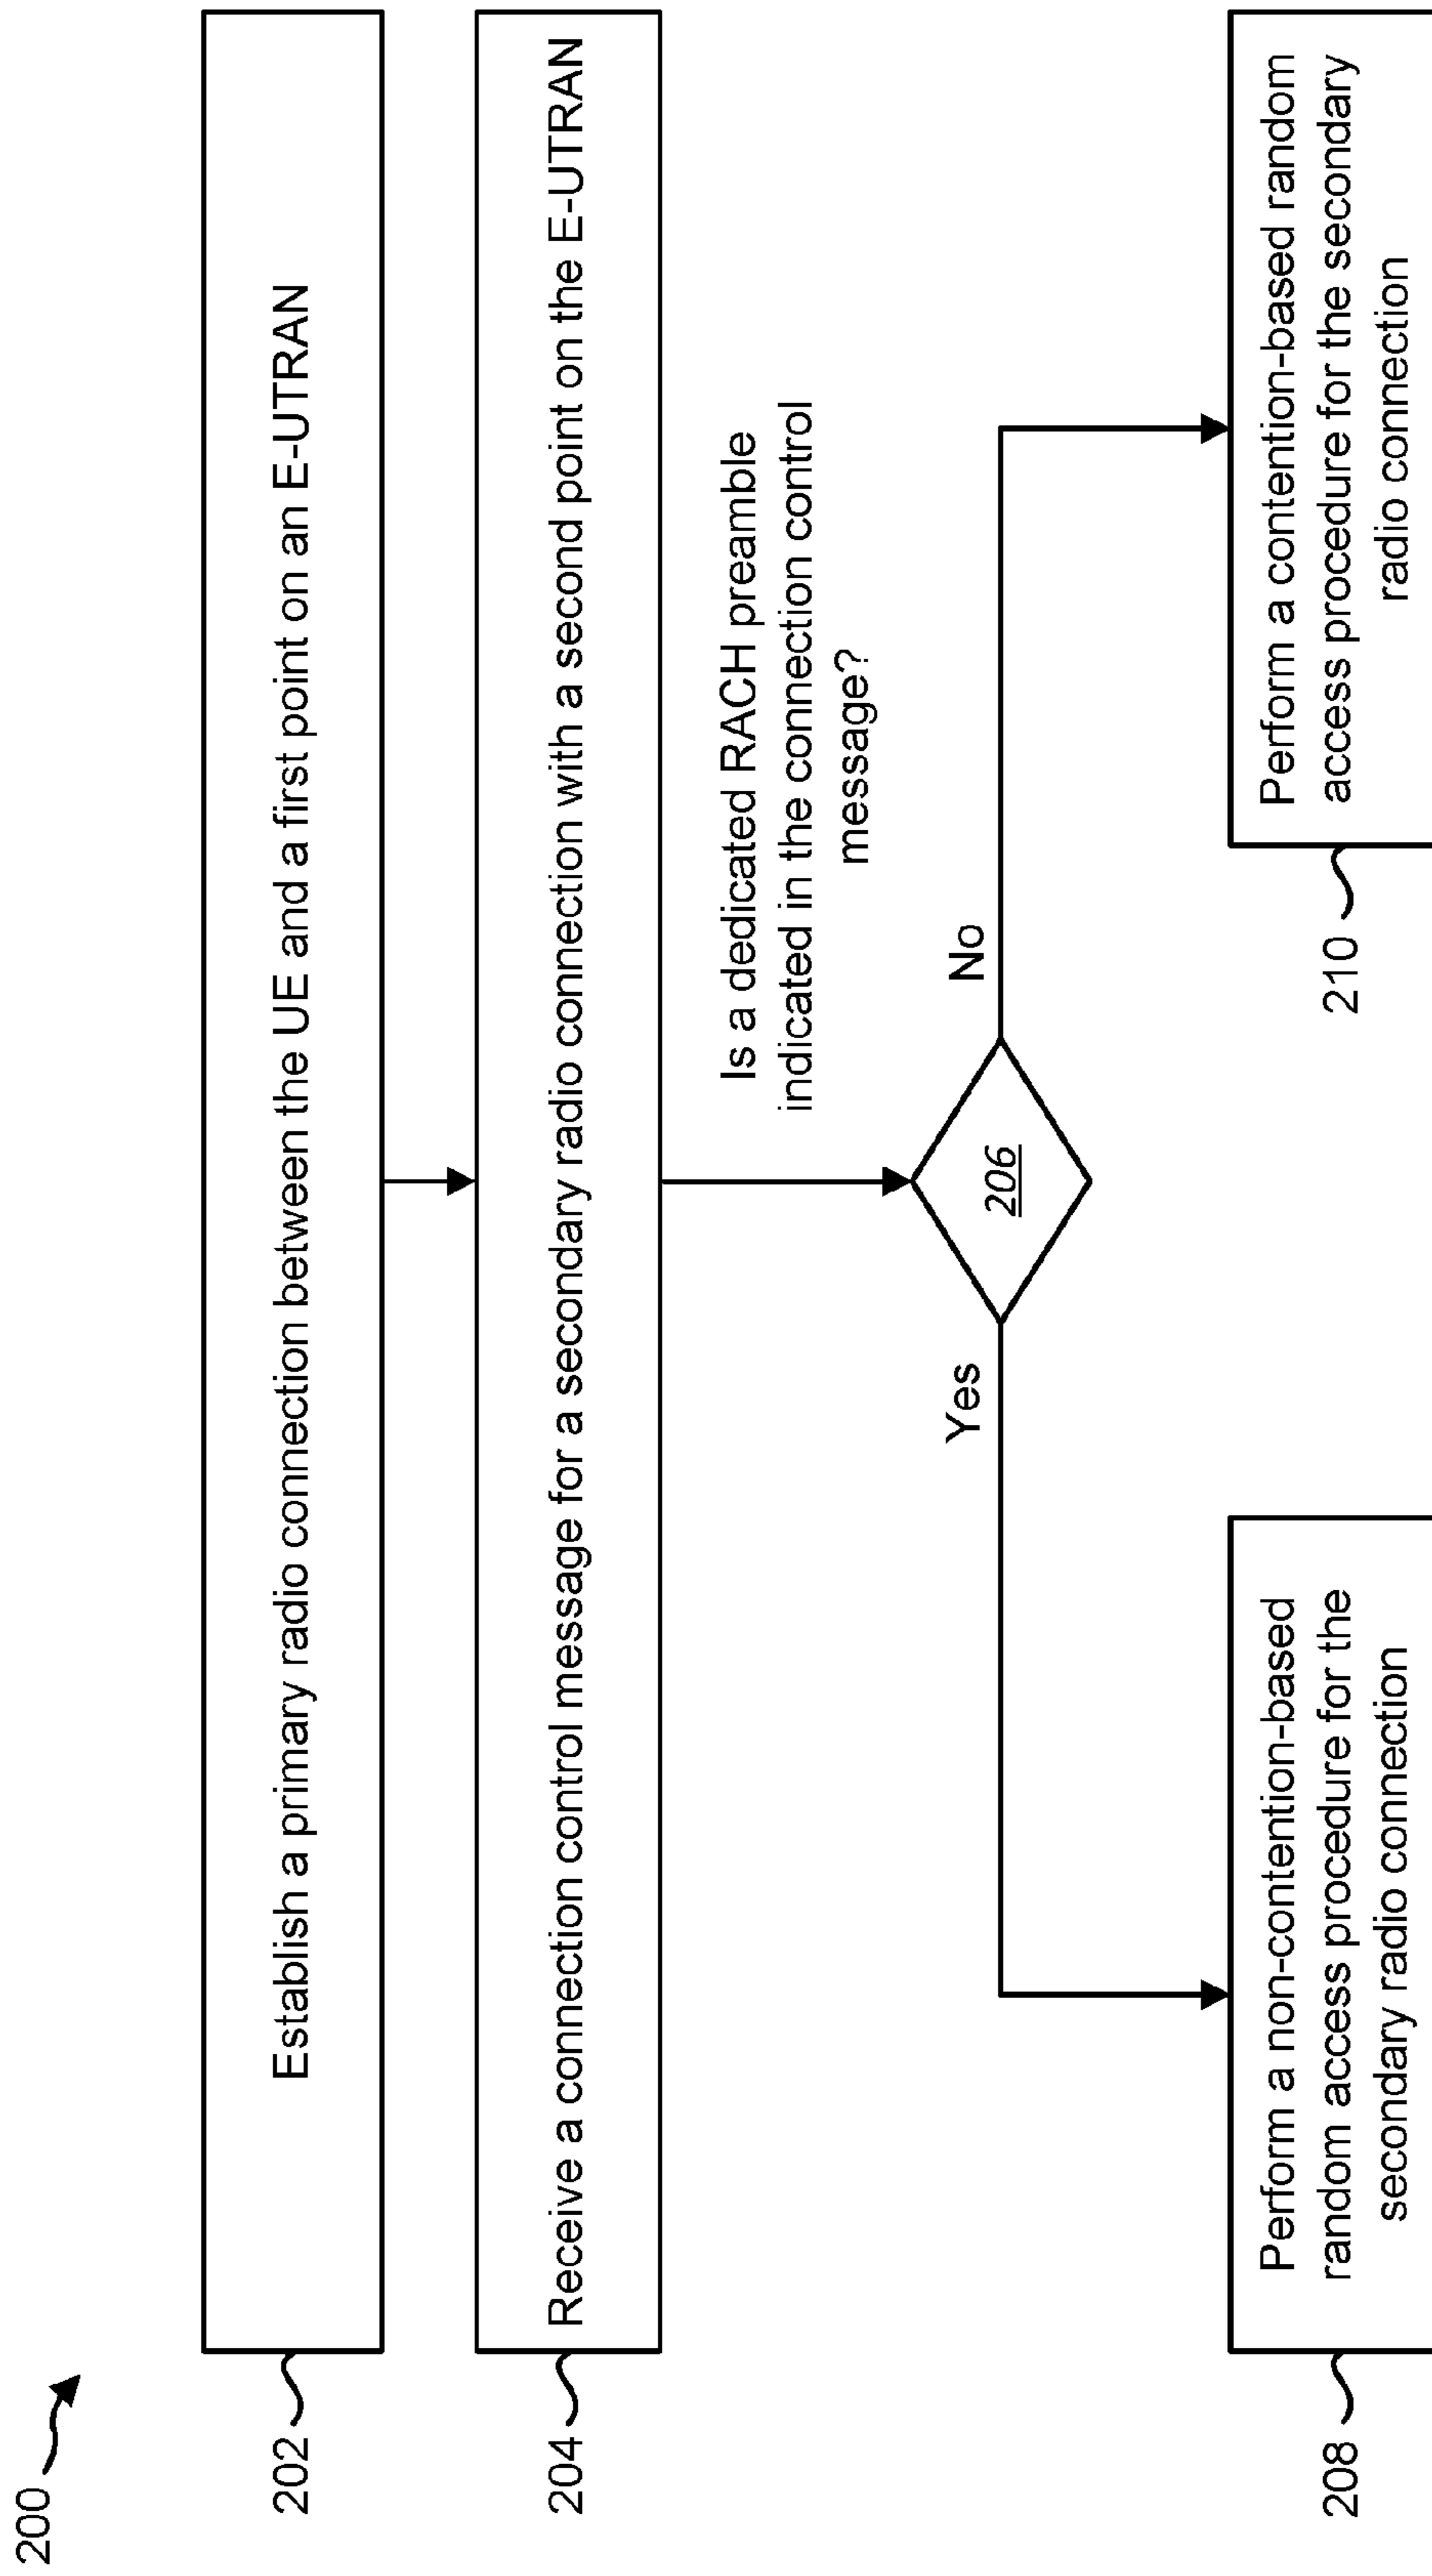 200
202
Establish a primary radio connection between the UE and a first point on an E-UTRAN
204
Receive a connection control message for a secondary radio connection with a second point on the E-UTRAN
Is a dedicated RACH preamble
indicated in the connection control
message?
206
Yes
No
208
Perform a non-contention-based
random access procedure for the
secondary radio connection
210
Perform a contention-based random
access procedure for the secondary
radio connection